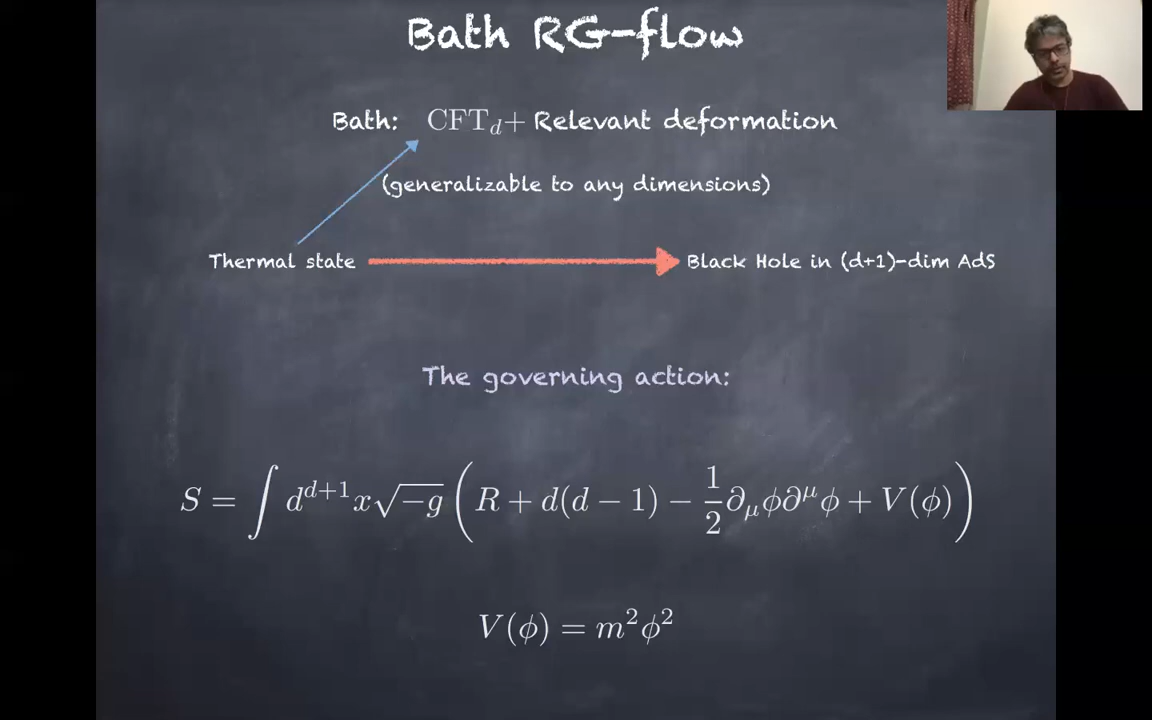 Bath RG-flow
Bath: CFT_d + Relevant deformation
(generalizable to any dimensions)
Thermal state Black Hole in (d+1)-dim AdS
The governing action:
S = ∫ d^{d+1}x √−g ( R + d(d − 1) − 1/2 ∂_μϕ∂^μϕ + V(ϕ) )
V(ϕ) = m²ϕ²